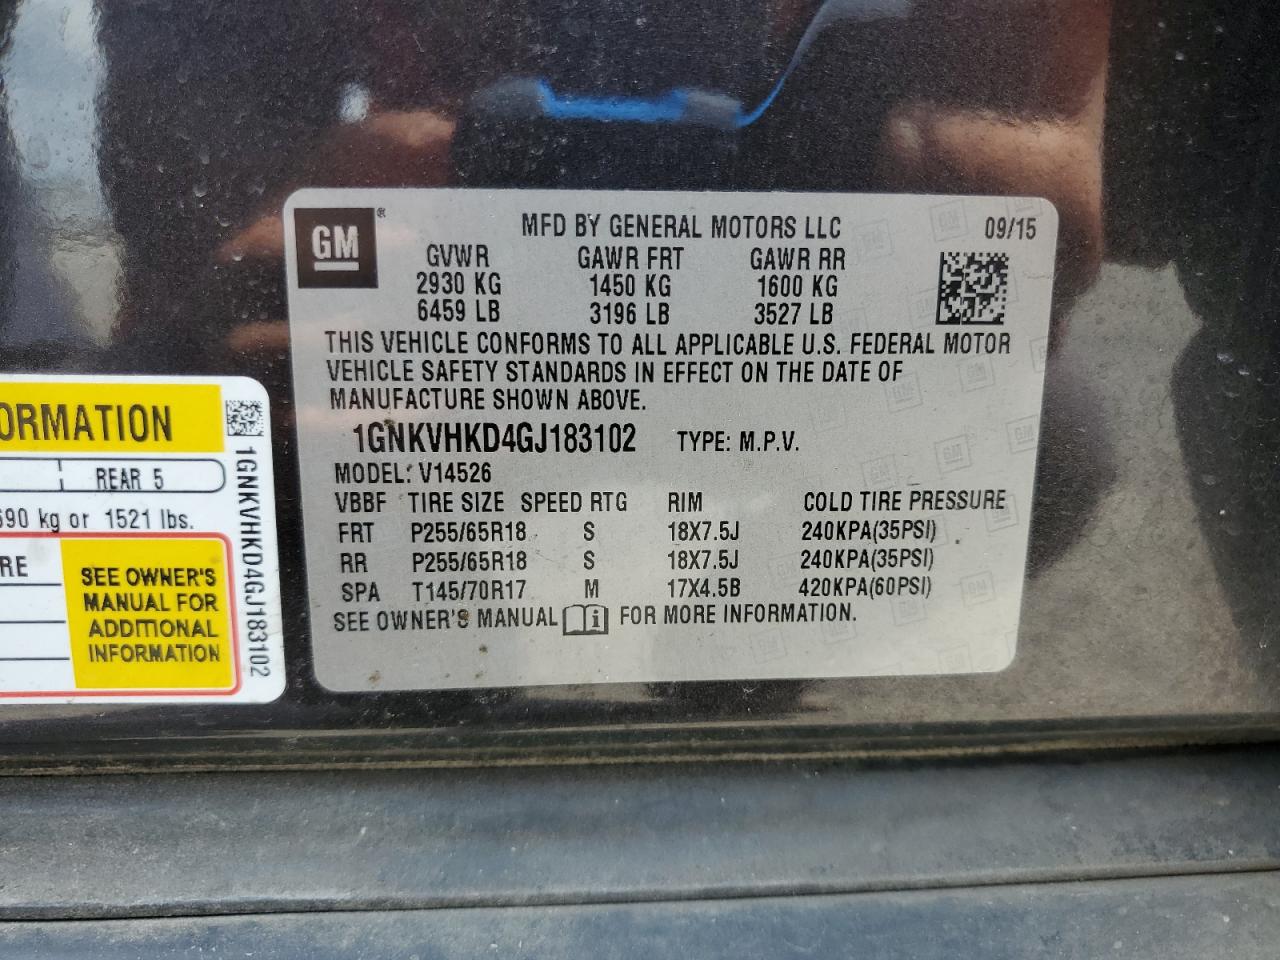 GM®
MFD BY GENERAL MOTORS LLC 09/15
GVWR GAWR FRT GAWR RR
2930 KG 1450 KG 1600 KG
6459 LB 3196 LB 3527 LB
THIS VEHICLE CONFORMS TO ALL APPLICABLE U.S. FEDERAL MOTOR
VEHICLE SAFETY STANDARDS IN EFFECT ON THE DATE OF
MANUFACTURE SHOWN ABOVE.
1GNKVHKD4GJ183102 TYPE: M.P.V.
MODEL: V14526
VBBF TIRE SIZE SPEED RTG RIM COLD TIRE PRESSURE
FRT P255/65R18 S 18X7.5J 240KPA(35PSI)
RR P255/65R18 S 18X7.5J 240KPA(35PSI)
SPA T145/70R17 M 17X4.5B 420KPA(60PSI)
SEE OWNER'S MANUAL i FOR MORE INFORMATION.
ORMATION
REAR 5
690 kg or 1521 lbs.
RE
SEE OWNER'S
MANUAL FOR
ADDITIONAL
INFORMATION
1GNKVHKD4GJ183102